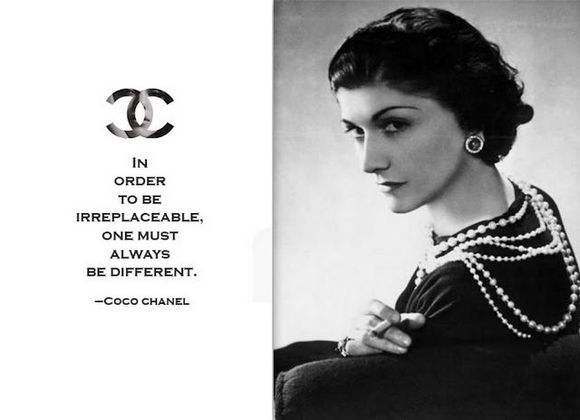 In
order
to be
irreplaceable,
one must
always
be different.
–Coco Chanel